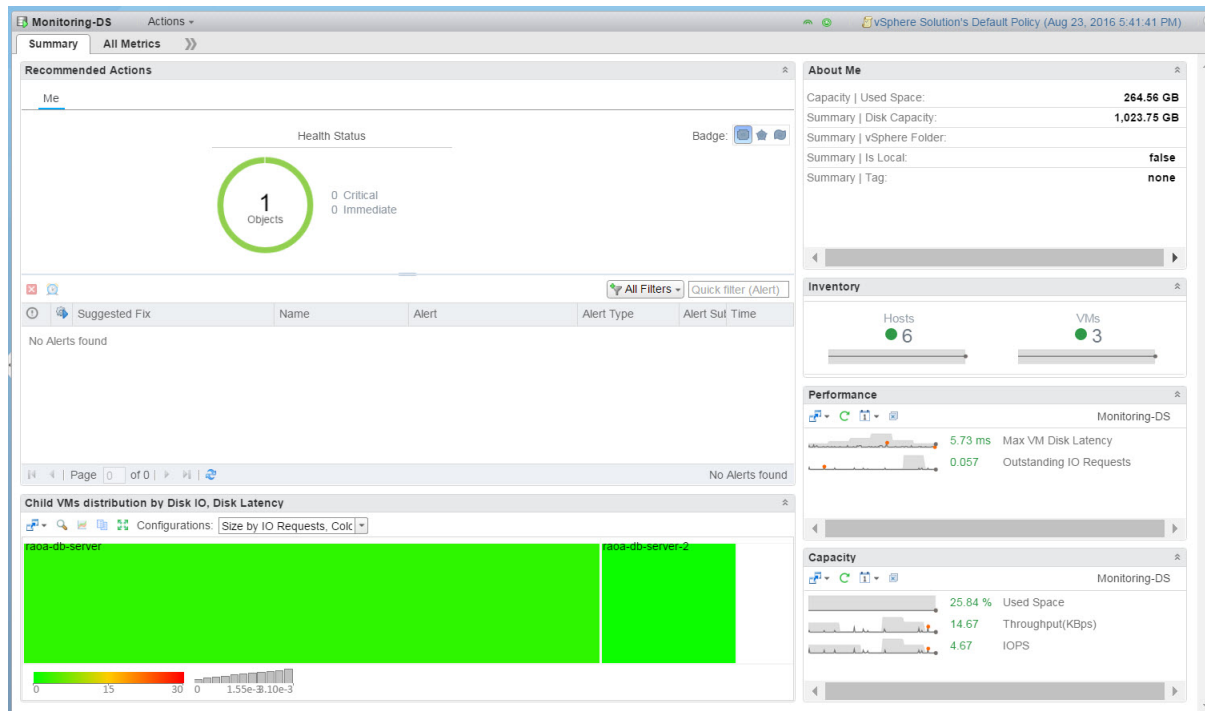 Monitoring-DS Actions vSphere Solution's Default Policy (Aug 23, 2016 5:41:41 PM)
Summary All Metrics
Recommended Actions
Me
Health Status
Badge:
1
Objects
0 Critical
0 Immediate
All Filters Quick filter (Alert)
Suggested Fix Name Alert Alert Type Alert Sul Time
No Alerts found
Page 0 of 0 No Alerts found
Child VMs distribution by Disk IO, Disk Latency
Configurations: Size by IO Requests, Colc
raoa-db-server raoa-db-server-2
0 15 30 0 1.55e-3 3.10e-3
About Me
Capacity | Used Space: 264.56 GB
Summary | Disk Capacity: 1,023.75 GB
Summary | vSphere Folder:
Summary | Is Local: false
Summary | Tag: none
Inventory
Hosts VMs
6 3
Performance
Monitoring-DS
5.73 ms Max VM Disk Latency
0.057 Outstanding IO Requests
Capacity
Monitoring-DS
25.84 % Used Space
14.67 Throughput(KBps)
4.67 IOPS